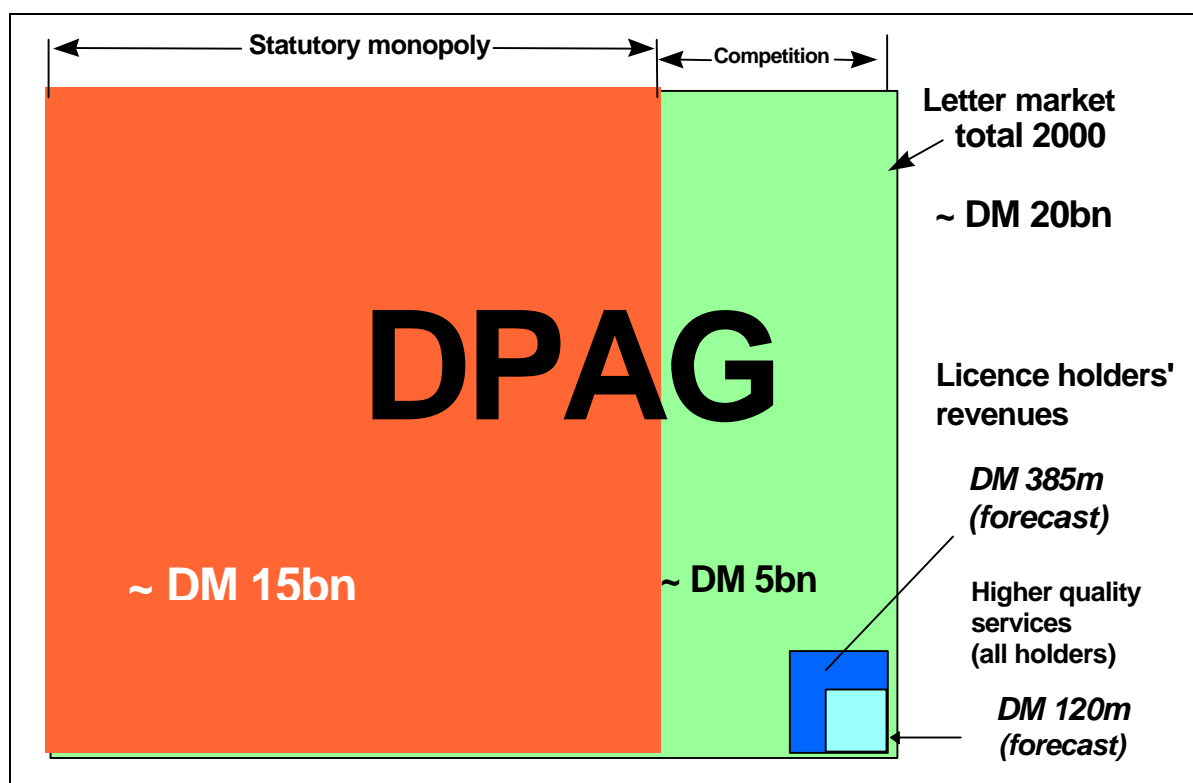 Statutory monopoly
Competition
Letter market
total 2000
~ DM 20bn
DPAG
Licence holders'
revenues
DM 385m
(forecast)
~ DM 15bn
~ DM 5bn
Higher quality
services
(all holders)
DM 120m
(forecast)